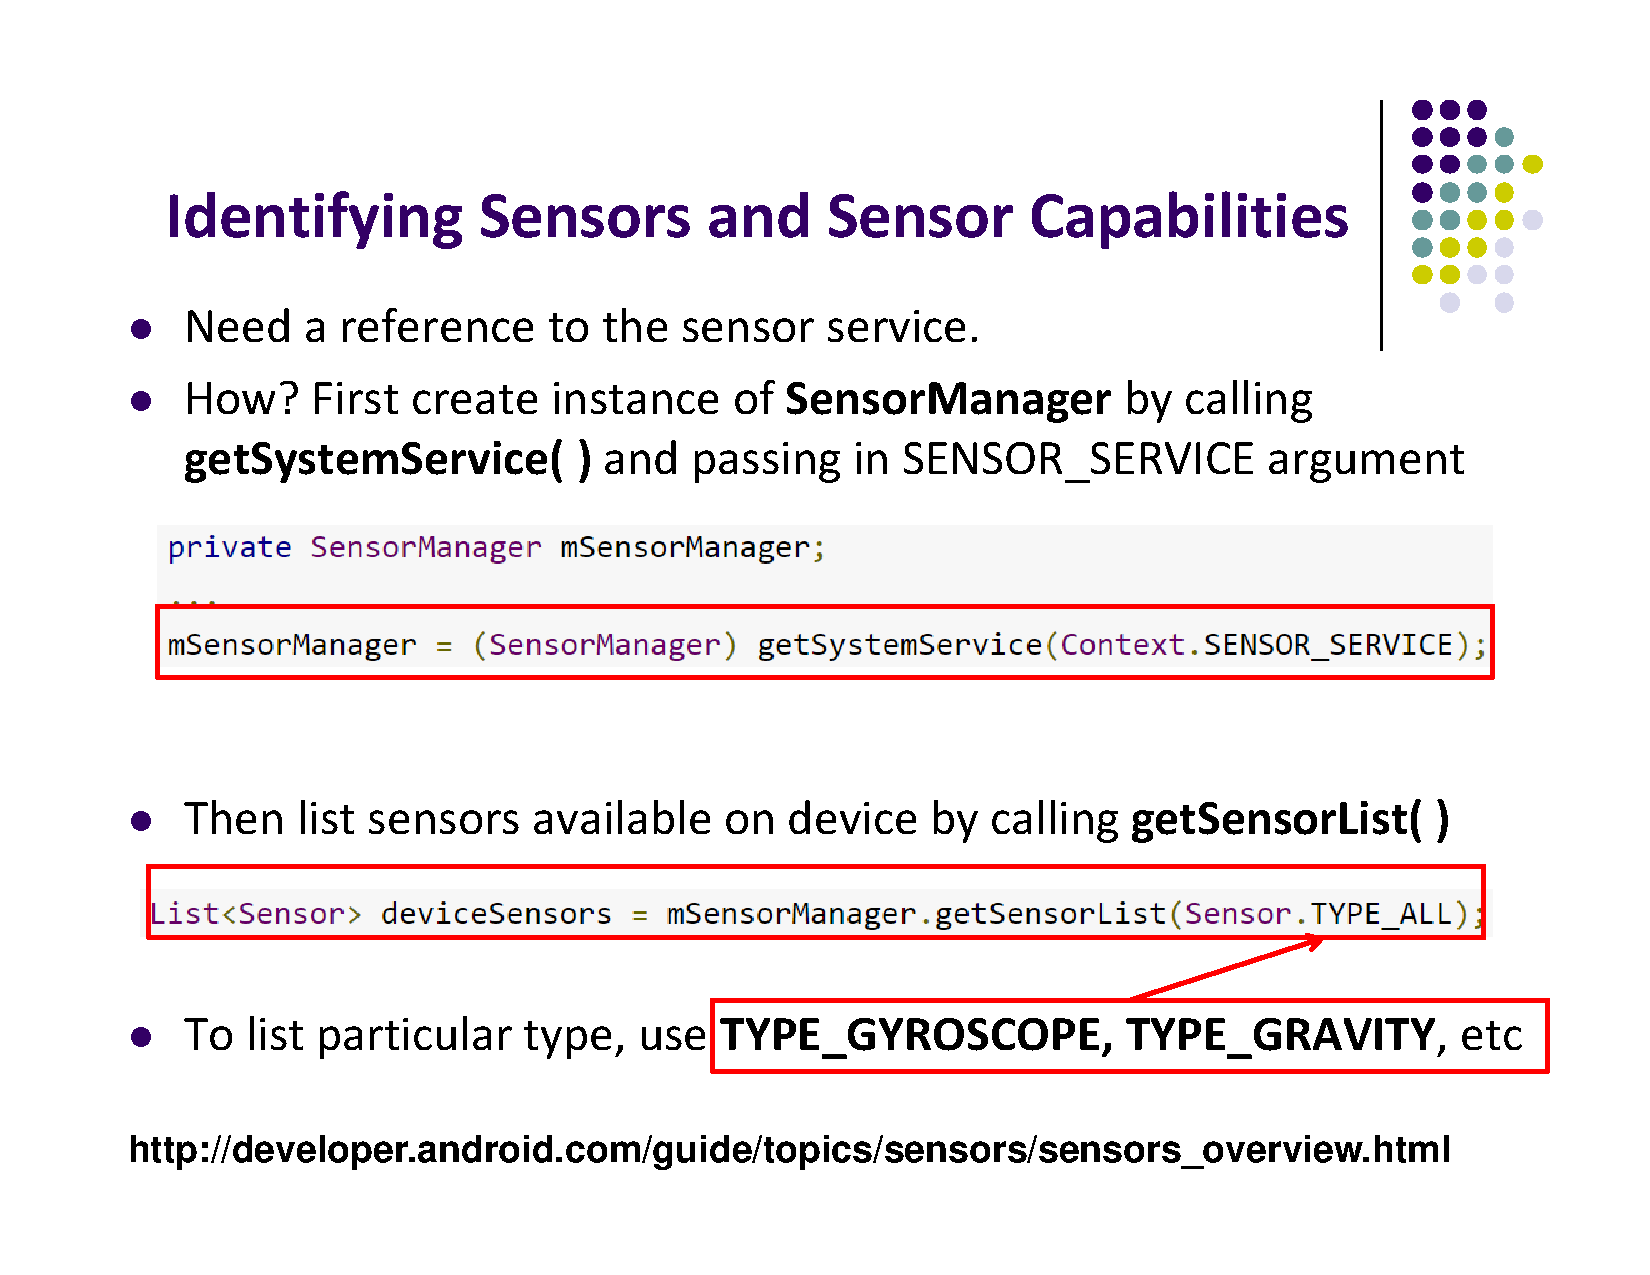 Identifying Sensors and Sensor Capabilities
Need a reference to the sensor service.
How? First create instance of SensorManager by calling
getSystemService( ) and passing in SENSOR_SERVICE argument
private SensorManager mSensorManager;
...
mSensorManager = (SensorManager) getSystemService(Context.SENSOR_SERVICE);
Then list sensors available on device by calling getSensorList( )
List<Sensor> deviceSensors = mSensorManager.getSensorList(Sensor.TYPE_ALL);
To list particular type, use TYPE_GYROSCOPE, TYPE_GRAVITY, etc
http://developer.android.com/guide/topics/sensors/sensors_overview.html